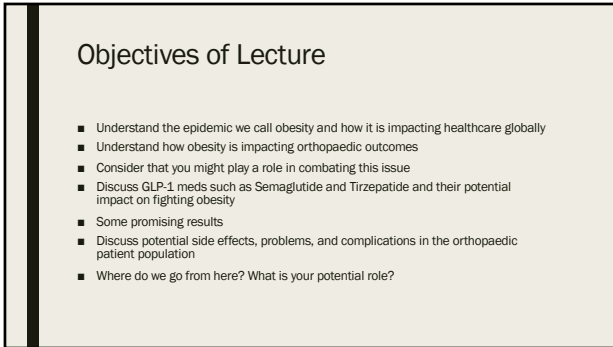 Objectives of Lecture
■ Understand the epidemic we call obesity and how it is impacting healthcare globally
■ Understand how obesity is impacting orthopaedic outcomes
■ Consider that you might play a role in combating this issue
■ Discuss GLP-1 meds such as Semaglutide and Tirzepatide and their potential
impact on fighting obesity
■ Some promising results
■ Discuss potential side effects, problems, and complications in the orthopaedic
patient population
■ Where do we go from here? What is your potential role?